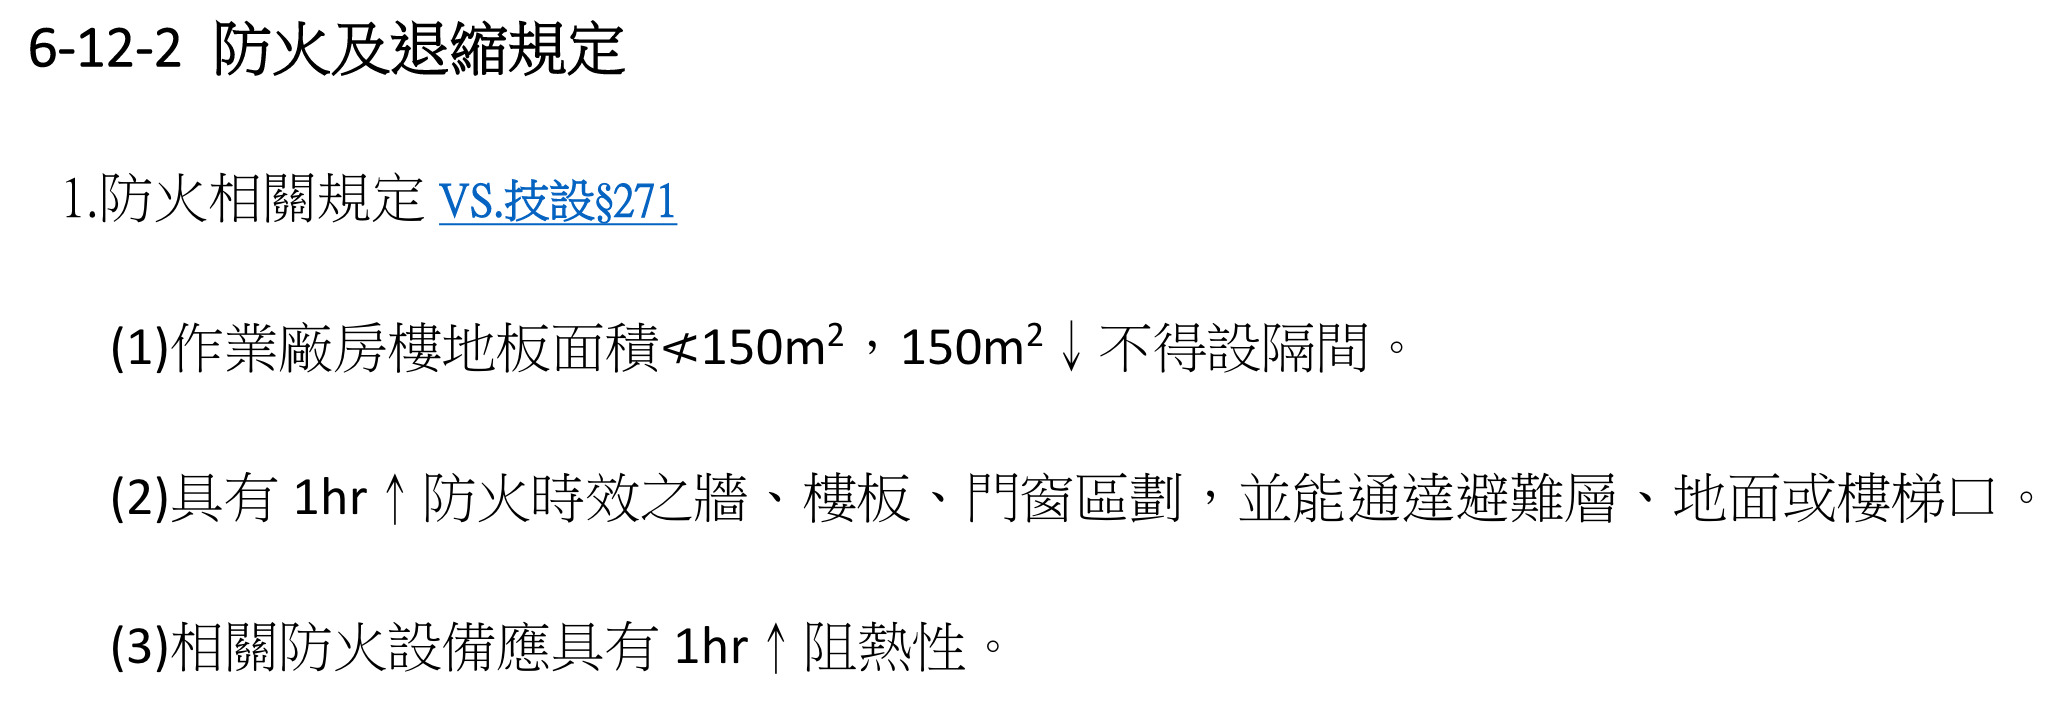 6-12-2 防火及退縮規定
1.防火相關規定 VS.技設§271
(1)作業廠房樓地板面積≮150m²，150m²↓不得設隔間。
(2)具有 1hr↑防火時效之牆、樓板、門窗區劃，並能通達避難層、地面或樓梯口。
(3)相關防火設備應具有 1hr↑阻熱性。